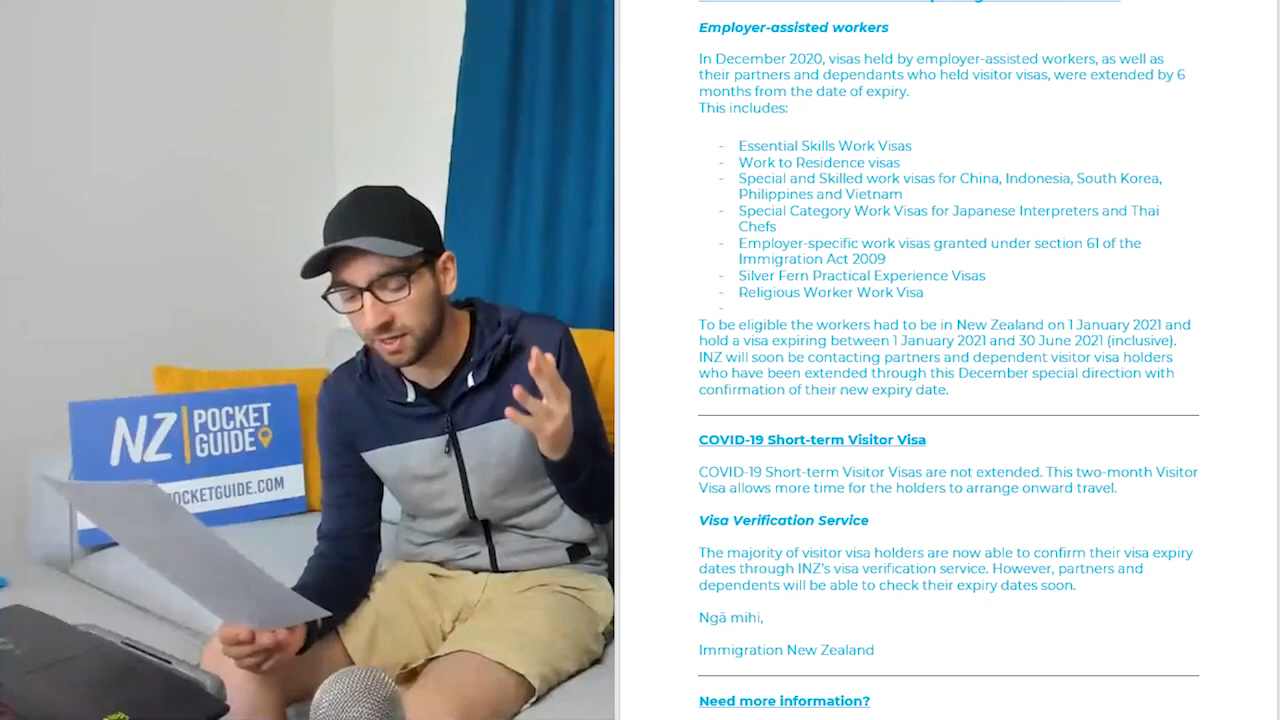 NZ POCKET
GUIDE
OCKETGUIDE.COM
Employer-assisted workers
In December 2020, visas held by employer-assisted workers, as well as
their partners and dependants who held visitor visas, were extended by 6
months from the date of expiry.
This includes:
- Essential Skills Work Visas
- Work to Residence visas
- Special and Skilled work visas for China, Indonesia, South Korea,
Philippines and Vietnam
- Special Category Work Visas for Japanese Interpreters and Thai
Chefs
- Employer-specific work visas granted under section 61 of the
Immigration Act 2009
- Silver Fern Practical Experience Visas
- Religious Worker Work Visa
-
To be eligible the workers had to be in New Zealand on 1 January 2021 and
hold a visa expiring between 1 January 2021 and 30 June 2021 (inclusive).
INZ will soon be contacting partners and dependent visitor visa holders
who have been extended through this December special direction with
confirmation of their new expiry date.
COVID-19 Short-term Visitor Visa
COVID-19 Short-term Visitor Visas are not extended. This two-month Visitor
Visa allows more time for the holders to arrange onward travel.
Visa Verification Service
The majority of visitor visa holders are now able to confirm their visa expiry
dates through INZ's visa verification service. However, partners and
dependents will be able to check their expiry dates soon.
Ngā mihi,
Immigration New Zealand
Need more information?